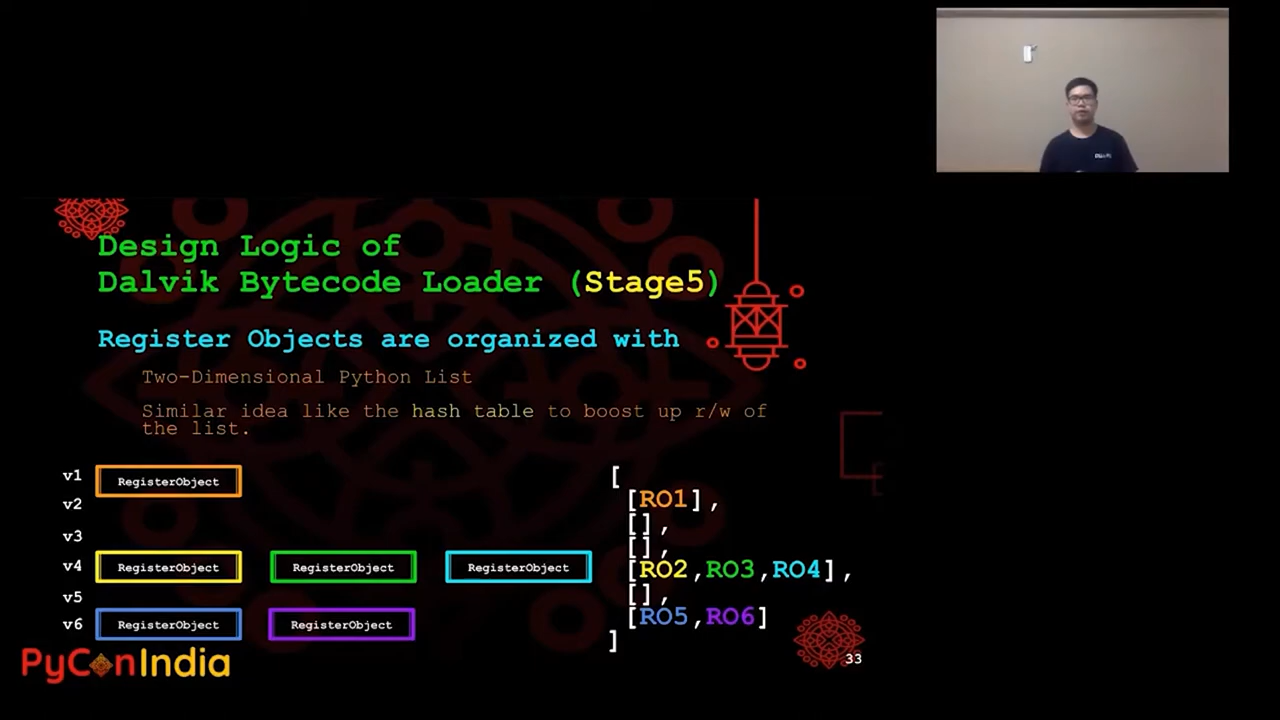 Design Logic of
Dalvik Bytecode Loader (Stage5)
Register Objects are organized with
Two-Dimensional Python List
Similar idea like the hash table to boost up r/w of
the list.
v1 RegisterObject
v2
v3
v4 RegisterObject RegisterObject RegisterObject
v5
v6 RegisterObject RegisterObject
[
[RO1],
[],
[],
[RO2,RO3,RO4],
[],
[RO5,RO6]
]
PyConIndia
33